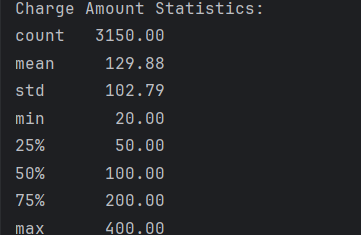 Charge Amount Statistics:
count   3150.00
mean     129.88
std      102.79
min       20.00
25%       50.00
50%      100.00
75%      200.00
max      400.00